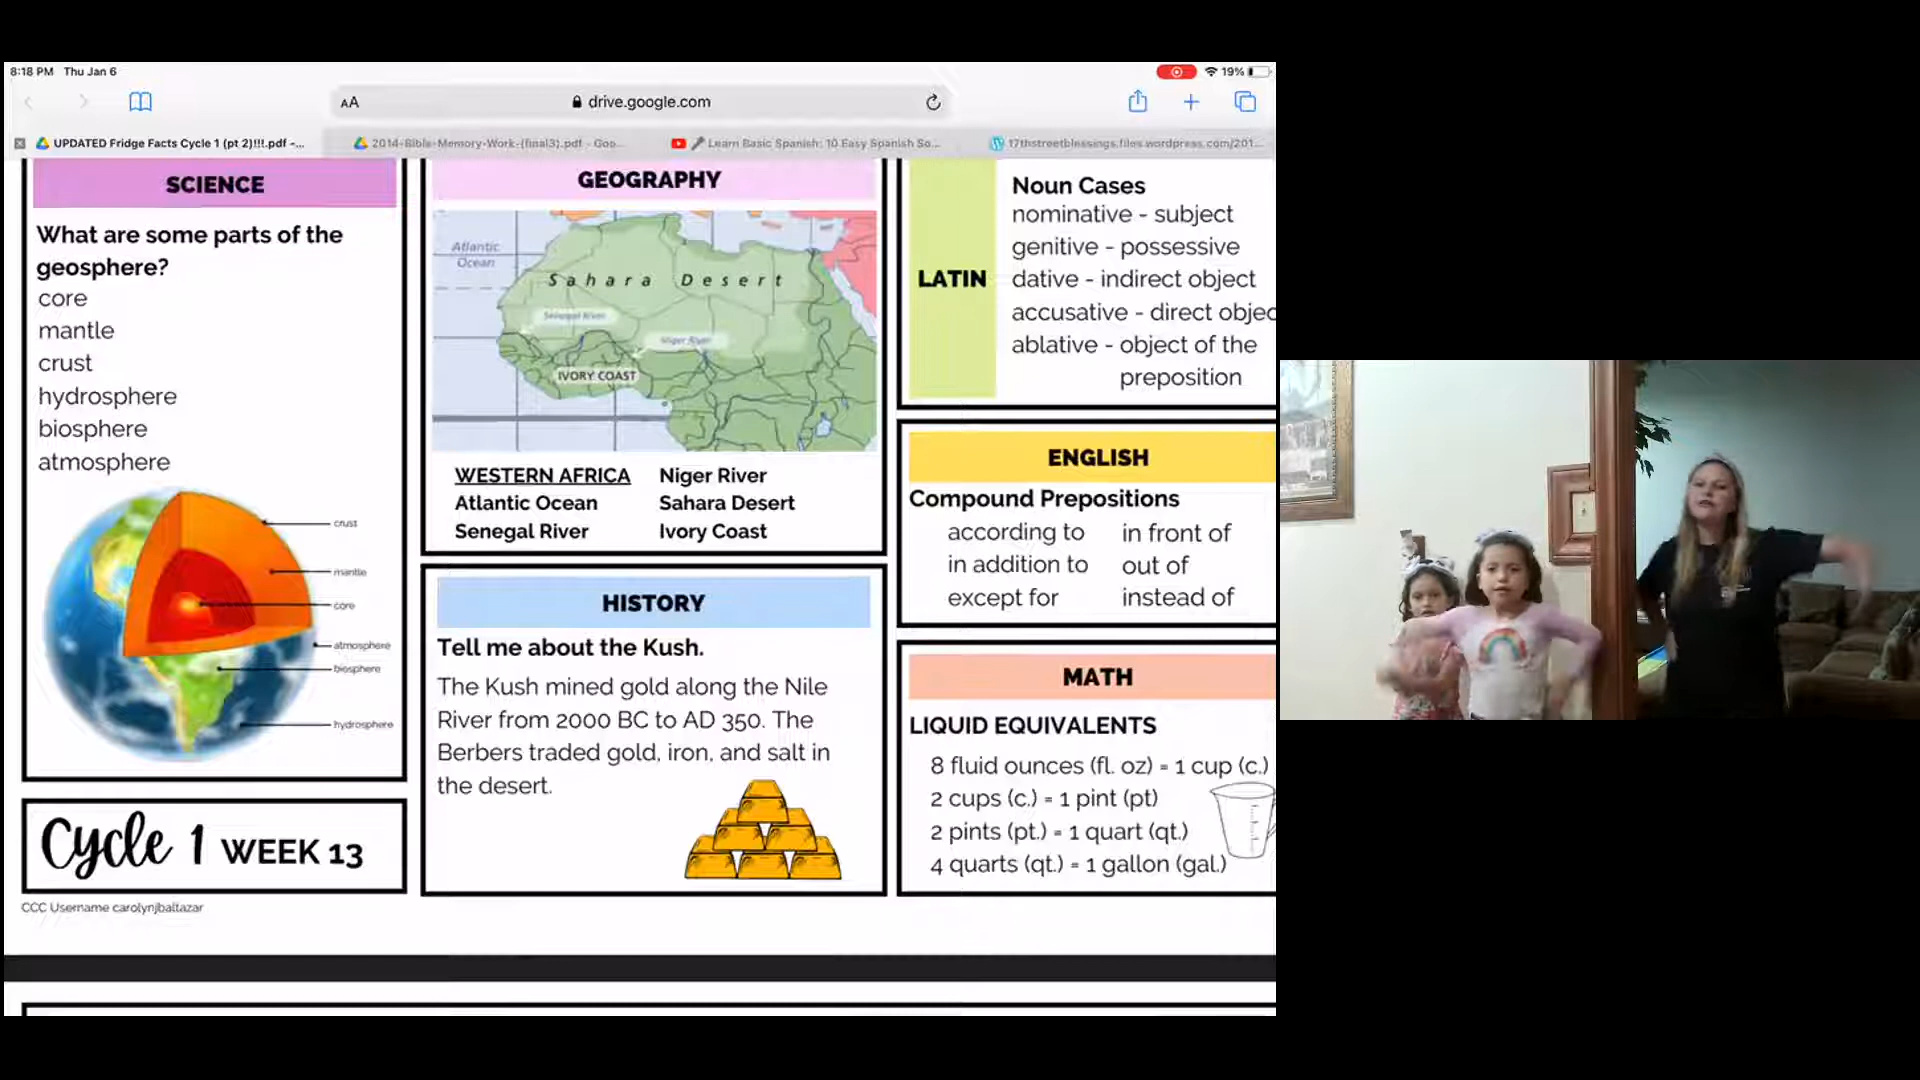 8:18 PM Thu Jan 6
19%
AA
drive.google.com
UPDATED Fridge Facts Cycle 1 (pt 2)!!!.pdf -...
2014-Bible-Memory-Work-(final3).pdf - Goo...
Learn Basic Spanish: 10 Easy Spanish So...
17thstreetblessings.files.wordpress.com/201...
SCIENCE
What are some parts of the
geosphere?
core
mantle
crust
hydrosphere
biosphere
atmosphere
crust
mantle
core
atmosphere
biosphere
hydrosphere
Cycle 1 WEEK 13
CCC Username carolynjbaltazar
GEOGRAPHY
Atlantic
Ocean
Sahara Desert
Senegal River
Niger River
IVORY COAST
WESTERN AFRICA
Atlantic Ocean
Senegal River
Niger River
Sahara Desert
Ivory Coast
HISTORY
Tell me about the Kush.
The Kush mined gold along the Nile
River from 2000 BC to AD 350. The
Berbers traded gold, iron, and salt in
the desert.
LATIN
Noun Cases
nominative - subject
genitive - possessive
dative - indirect object
accusative - direct objec
ablative - object of the
preposition
ENGLISH
Compound Prepositions
according to
in addition to
except for
in front of
out of
instead of
MATH
LIQUID EQUIVALENTS
8 fluid ounces (fl. oz) = 1 cup (c.)
2 cups (c.) = 1 pint (pt)
2 pints (pt.) = 1 quart (qt.)
4 quarts (qt.) = 1 gallon (gal.)